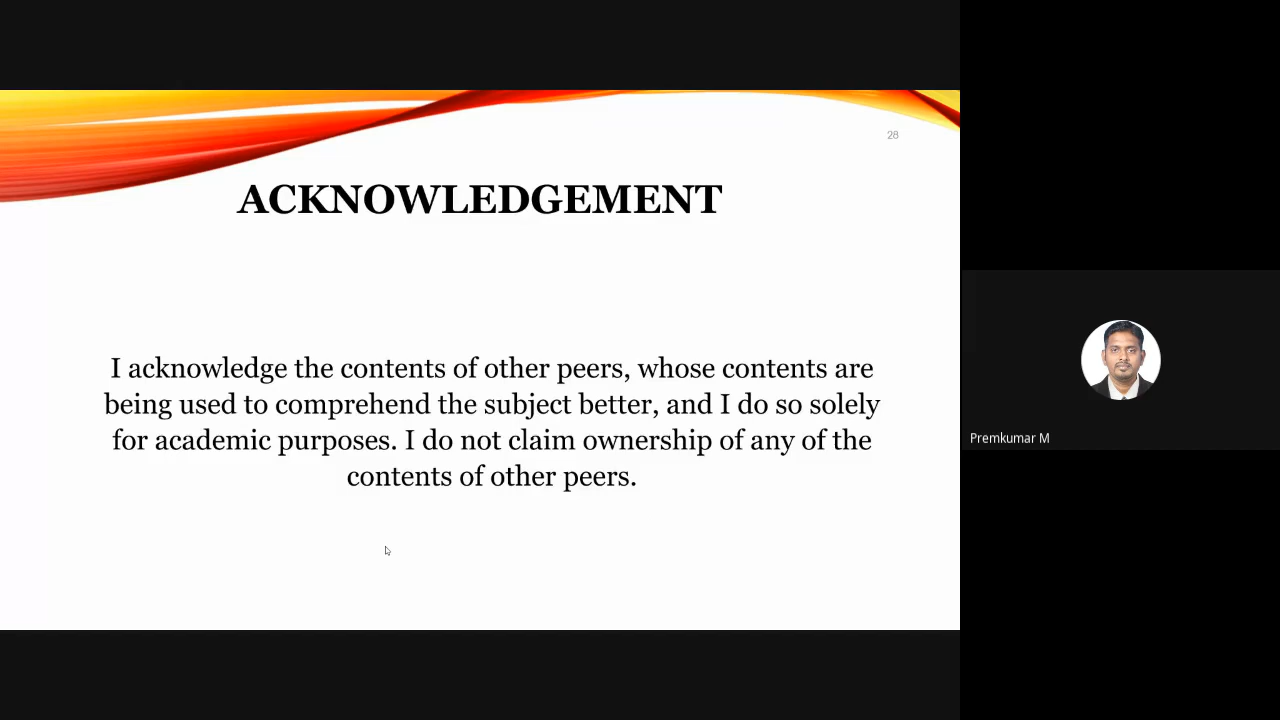 28
ACKNOWLEDGEMENT
I acknowledge the contents of other peers, whose contents are
being used to comprehend the subject better, and I do so solely
for academic purposes. I do not claim ownership of any of the
contents of other peers.
Premkumar M